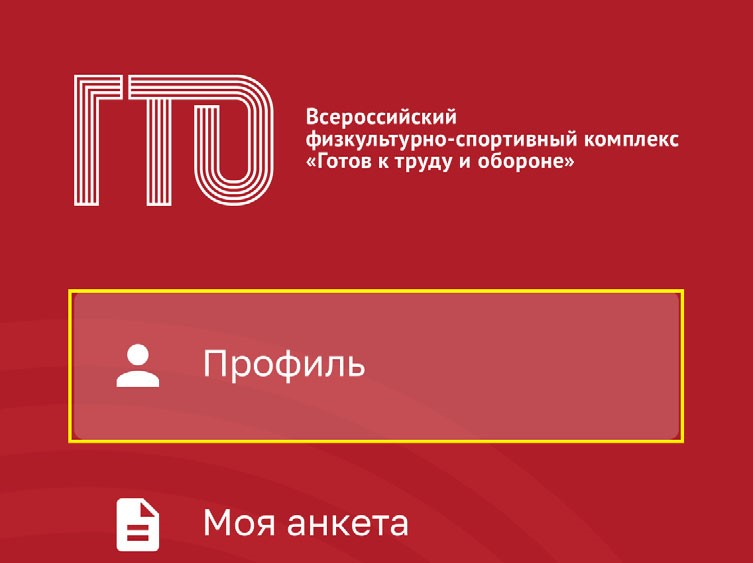 ГТО
Всероссийский
физкультурно-спортивный комплекс
«Готов к труду и обороне»
Профиль
Моя анкета